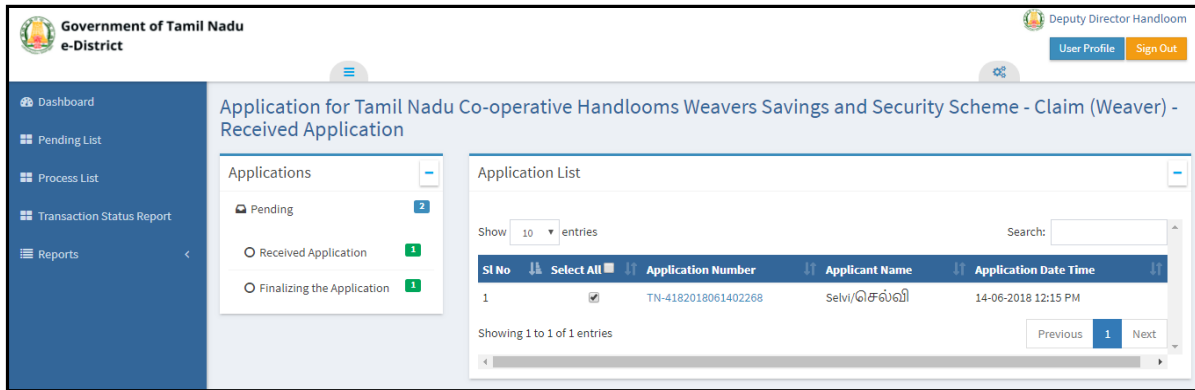 Government of Tamil Nadu
e-District
Deputy Director Handloom
User Profile Sign Out
Dashboard
Pending List
Process List
Transaction Status Report
Reports
Application for Tamil Nadu Co-operative Handlooms Weavers Savings and Security Scheme - Claim (Weaver) -
Received Application
Applications
Pending 2
Received Application 1
Finalizing the Application 1
Application List
Show 10 entries
Search:
Sl No Select All Application Number Applicant Name Application Date Time
1 TN-4182018061402268 Selvi/செல்வி 14-06-2018 12:15 PM
Showing 1 to 1 of 1 entries
Previous 1 Next